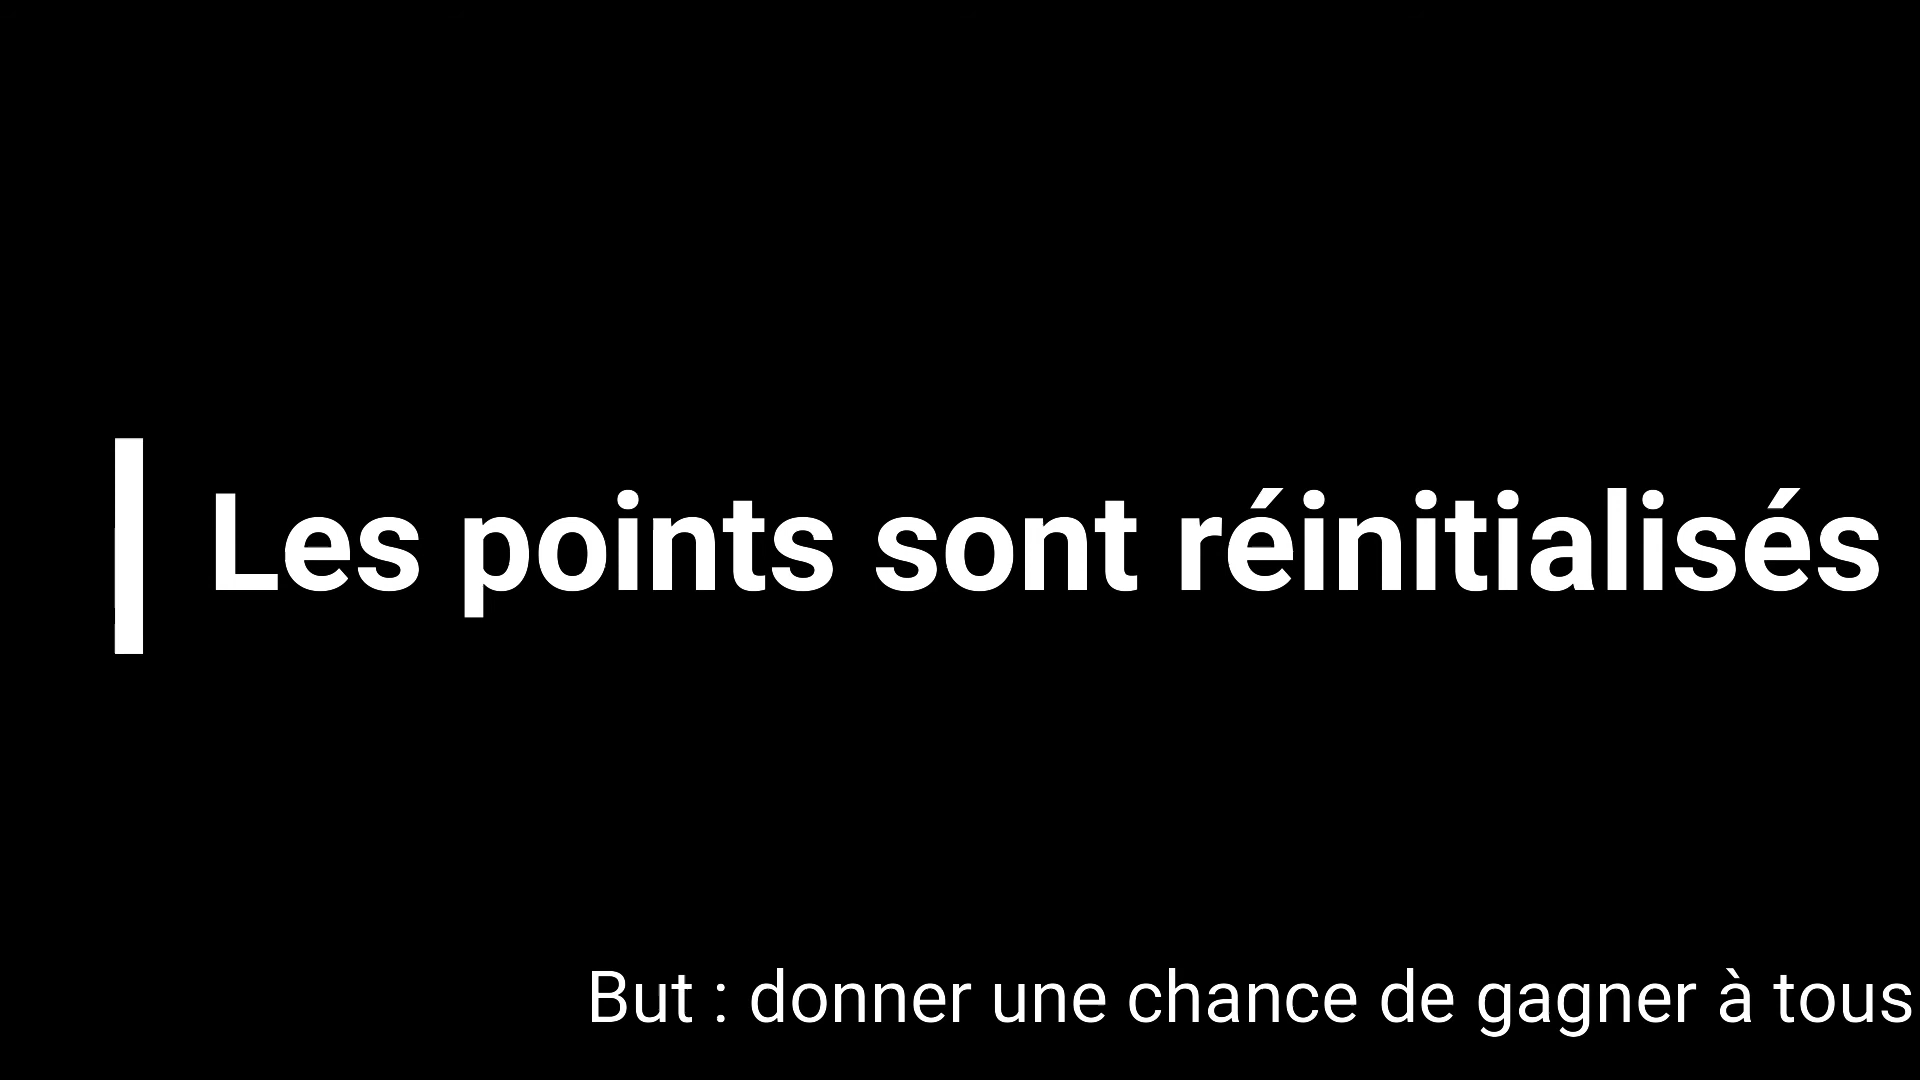 Les points sont réinitialisés
But : donner une chance de gagner à tous